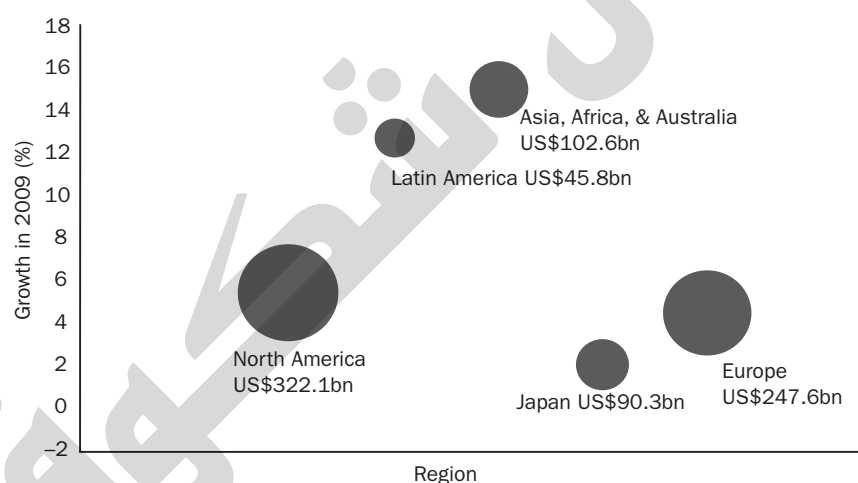 18
16
14
12
10
8
6
4
2
0
–2
Growth in 2009 (%)
Asia, Africa, & Australia
US$102.6bn
Latin America US$45.8bn
North America
US$322.1bn
Japan US$90.3bn
Europe
US$247.6bn
Region